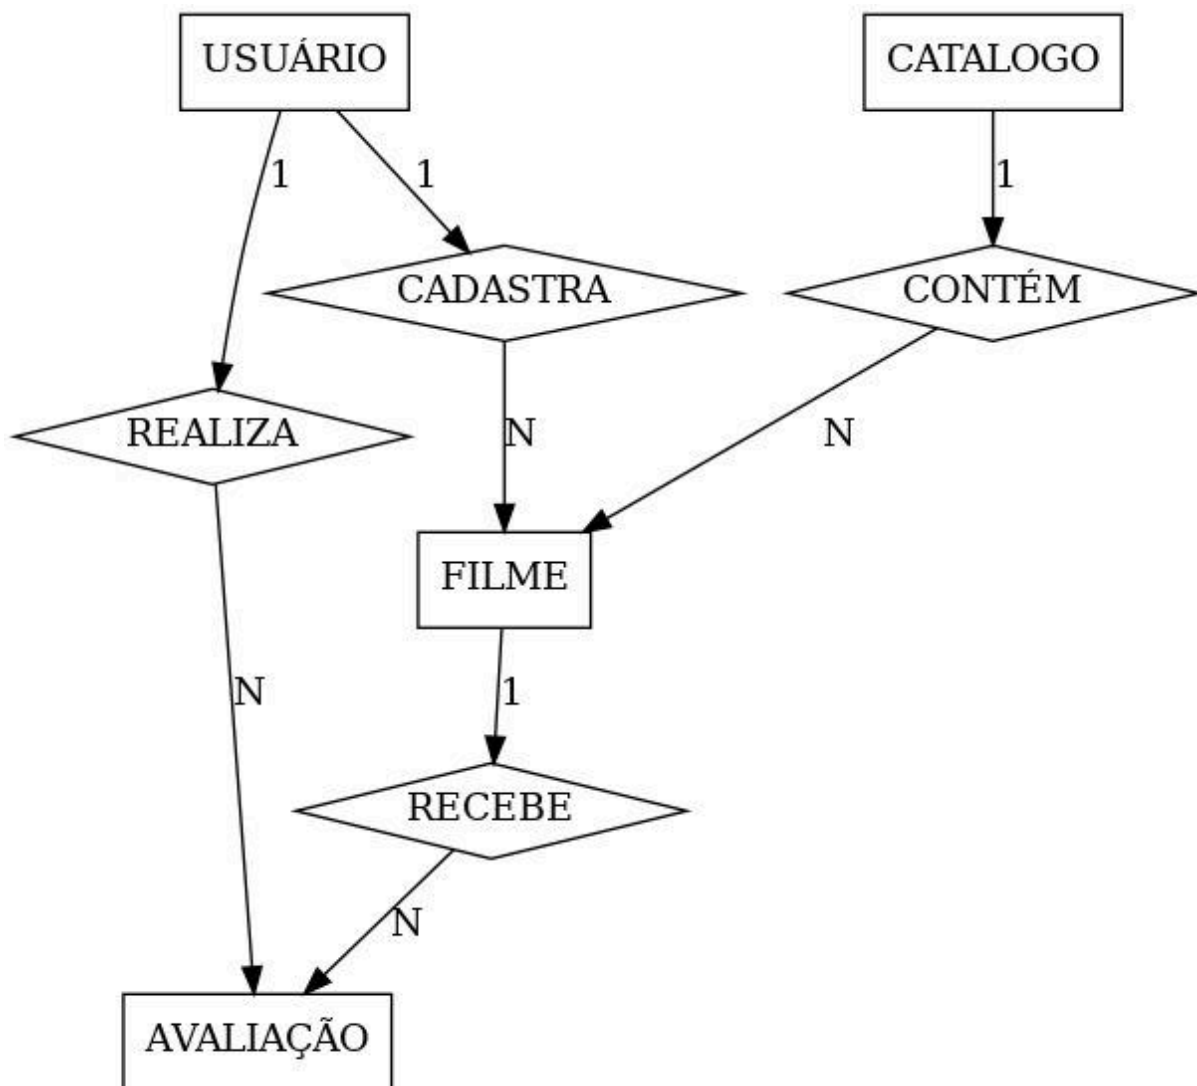 USUÁRIO
CATALOGO
1
1
1
CADASTRA
CONTÉM
REALIZA
N
N
FILME
N
1
RECEBE
N
AVALIAÇÃO